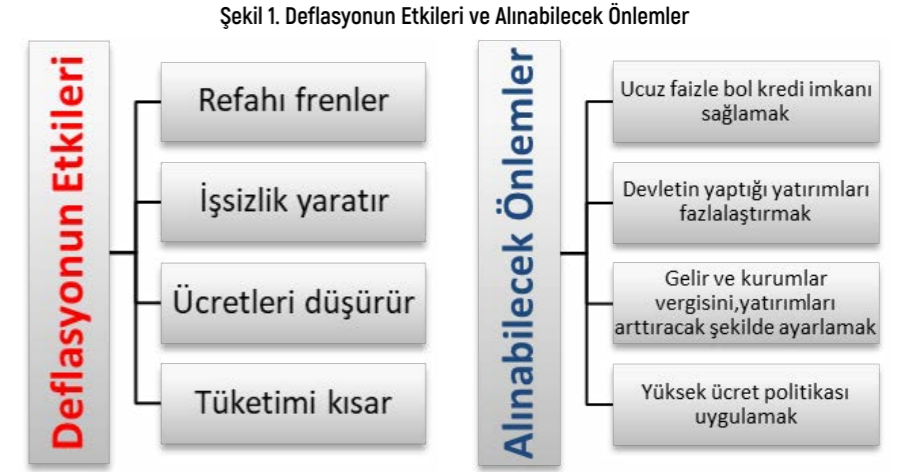 Şekil 1. Deflasyonun Etkileri ve Alınabilecek Önlemler
Deflasyonun Etkileri
Refahı frenler
İşsizlik yaratır
Ücretleri düşürür
Tüketimi kısar
Alınabilecek Önlemler
Ucuz faizle bol kredi imkanı
sağlamak
Devletin yaptığı yatırımları
fazlalaştırmak
Gelir ve kurumlar
vergisini,yatırımları
arttıracak şekilde ayarlamak
Yüksek ücret politikası
uygulamak